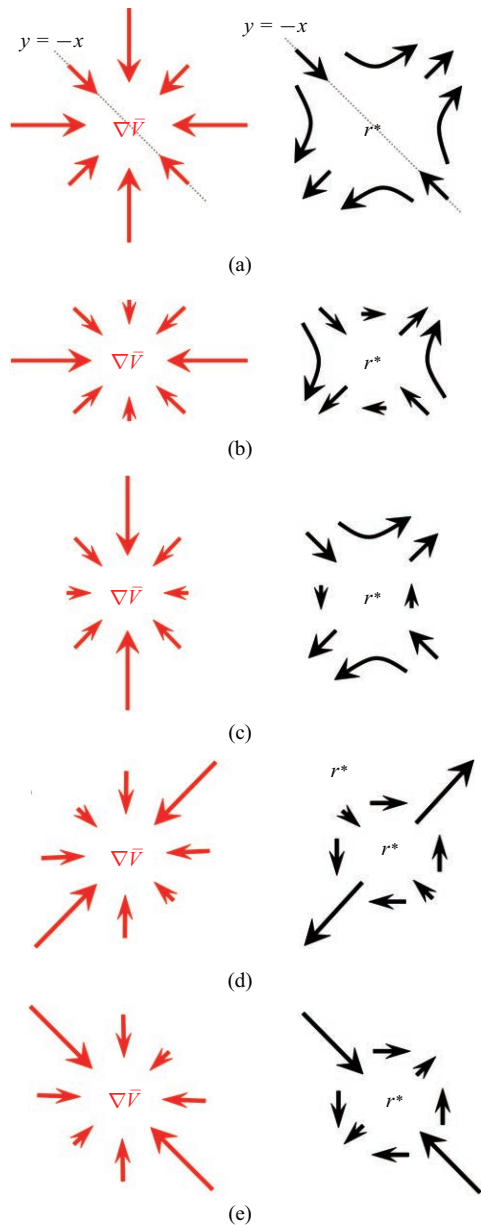 y = −x y = −x
∇V̄ r*
(a)
∇V̄ r*
(b)
∇V̄ r*
(c)
r*
∇V̄ r*
(d)
∇V̄ r*
(e)